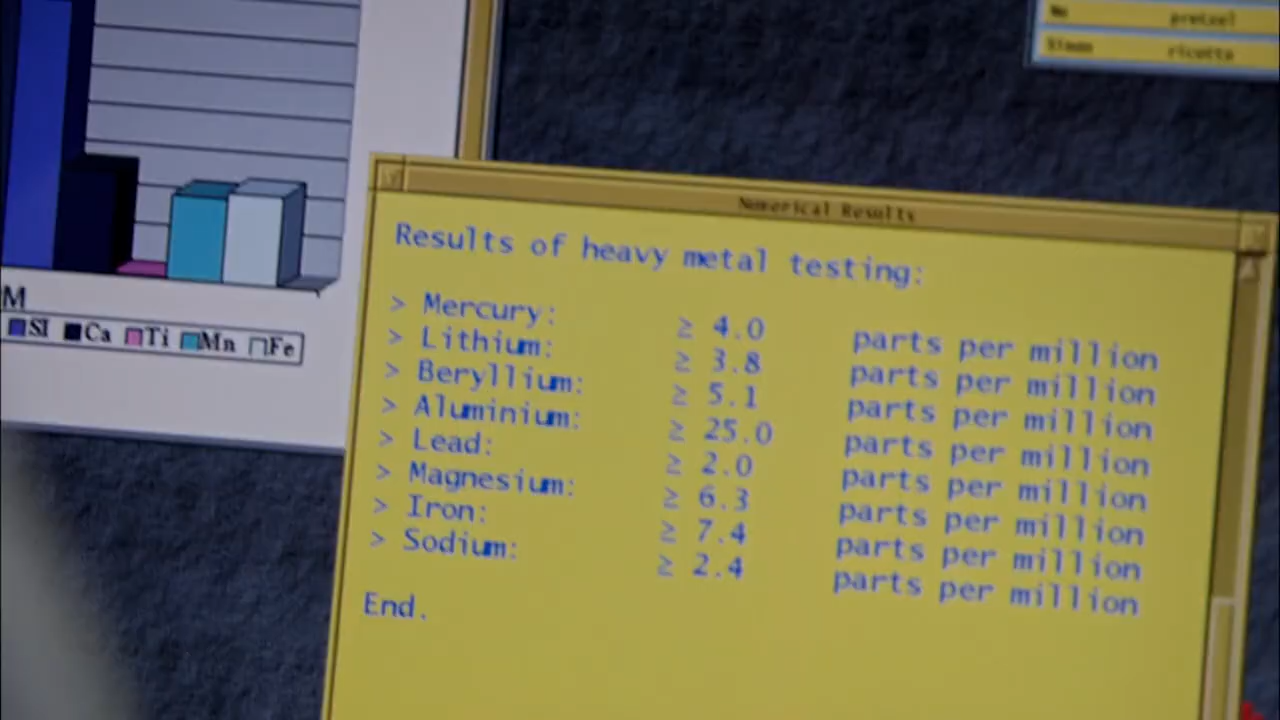 No pretzel
Simon ricotta
Numerical Results
Results of heavy metal testing:
> Mercury: ≥ 4.0 parts per million
> Lithium: ≥ 3.8 parts per million
> Beryllium: ≥ 5.1 parts per million
> Aluminium: ≥ 25.0 parts per million
> Lead: ≥ 2.0 parts per million
> Magnesium: ≥ 6.3 parts per million
> Iron: ≥ 7.4 parts per million
> Sodium: ≥ 2.4 parts per million
End.
M
SI Ca Ti Mn Fe